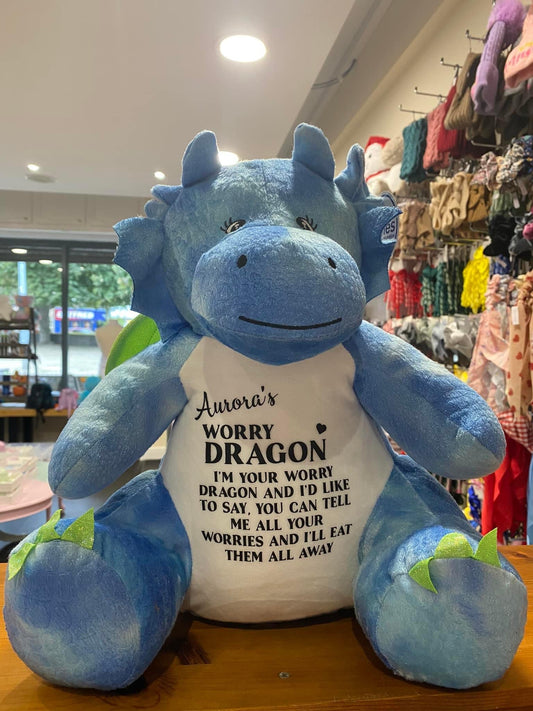 Aurora's
WORRY
DRAGON
I'M YOUR WORRY
DRAGON AND I'D LIKE
TO SAY, YOU CAN TELL
ME ALL YOUR
WORRIES AND I'LL EAT
THEM ALL AWAY